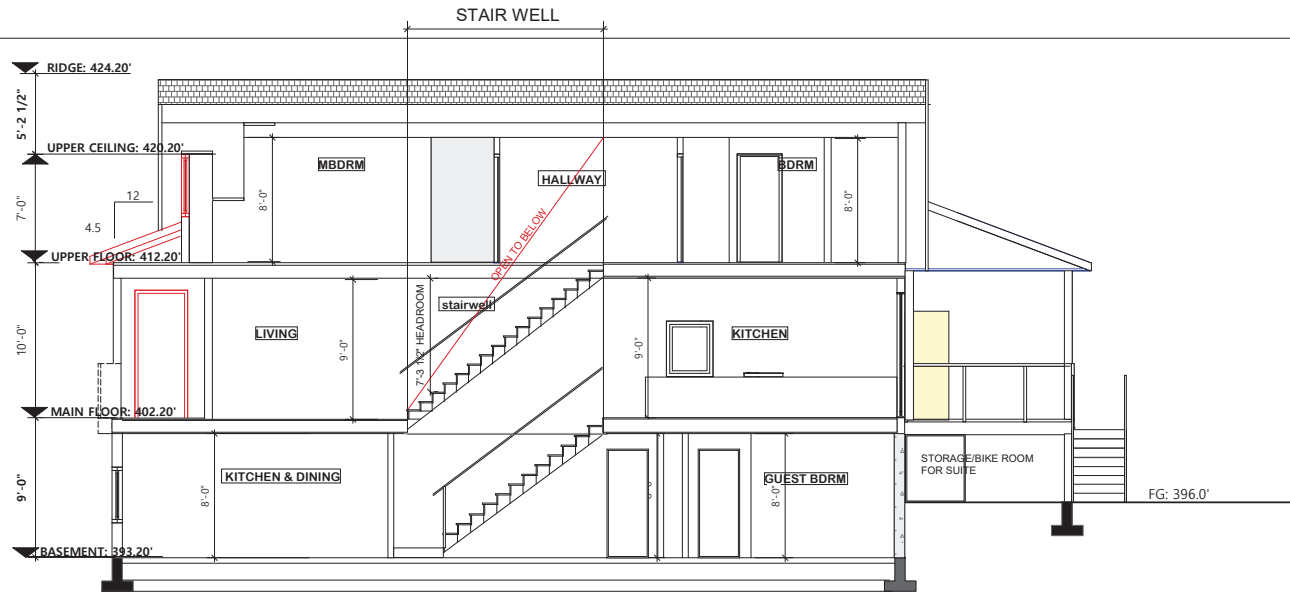 STAIR WELL
RIDGE: 424.20'
5'-2 1/2"
UPPER CEILING: 420.20'
MBDRM
BDRM
HALLWAY
7'-0"
12
4.5
8'-0"
8'-0"
OPEN TO BELOW
UPPER FLOOR: 412.20'
stairwell
LIVING
KITCHEN
10'-0"
9'-0"
7'-3 1/2" HEADROOM
9'-0"
MAIN FLOOR: 402.20'
STORAGE/BIKE ROOM
FOR SUITE
KITCHEN & DINING
GUEST BDRM
9'-0"
8'-0"
8'-0"
FG: 396.0'
BASEMENT: 393.20'